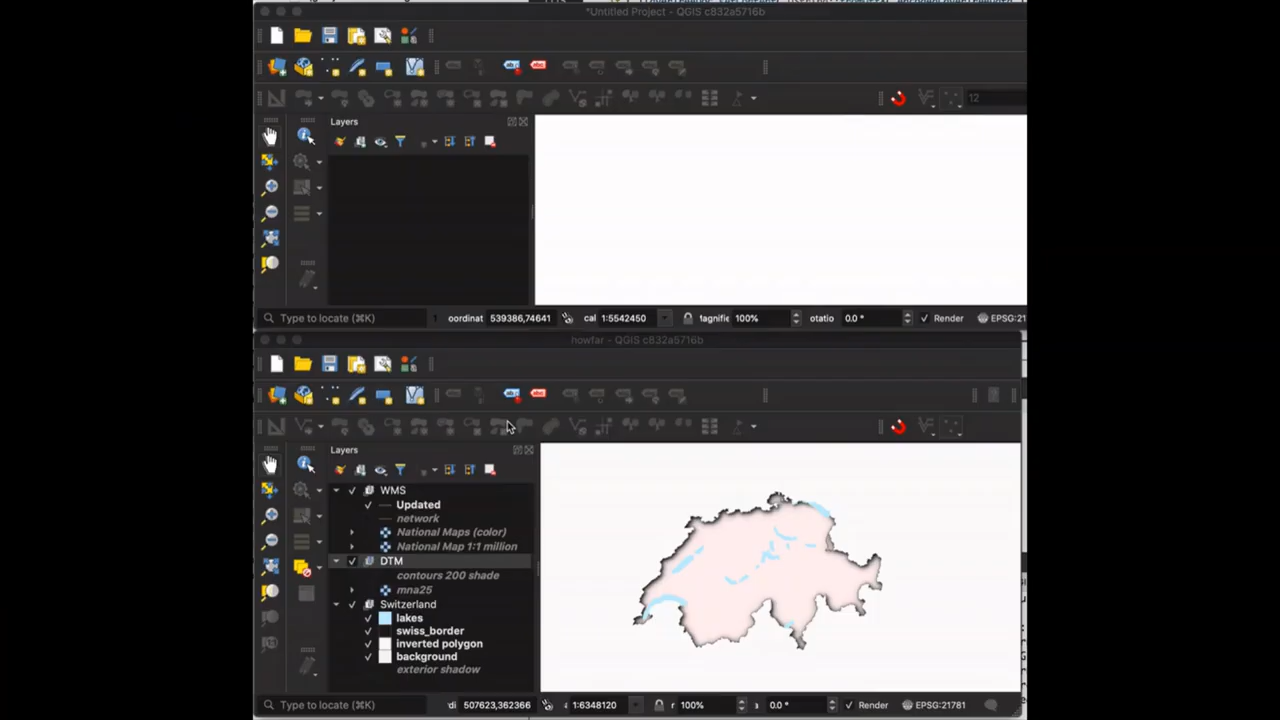 *Untitled Project - QGIS c832a5716b
12
Layers
Type to locate (⌘K)
oordinat 539386,74641 cal 1:5542450 tagnifie 100% otatio 0.0 ° Render EPSG:21
howfar - QGIS c832a5716b
Layers
WMS
Updated
network
National Maps (color)
National Map 1:1 million
DTM
contours 200 shade
mna25
Switzerland
lakes
swiss_border
inverted polygon
background
exterior shadow
Type to locate (⌘K)
507623,362366 1:6348120 r 100% 0.0 ° Render EPSG:21781